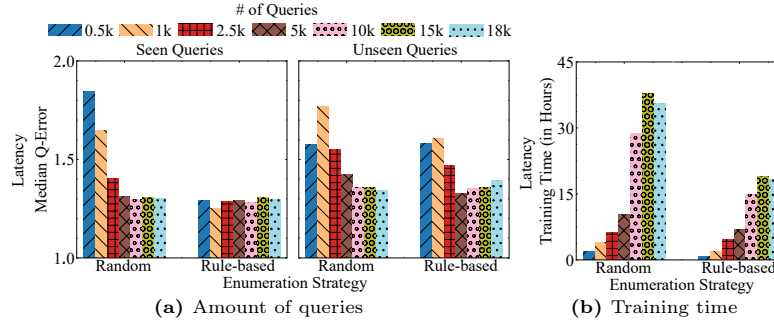 # of Queries
0.5k 1k 2.5k 5k 10k 15k 18k
Seen Queries Unseen Queries
Latency
Median Q-Error
2.0
1.5
1.0
Random Rule-based Random Rule-based
Enumeration Strategy
(a) Amount of queries
Latency
Training Time (in Hours)
45
30
15
0
Random Rule-based
Enumeration Strategy
(b) Training time